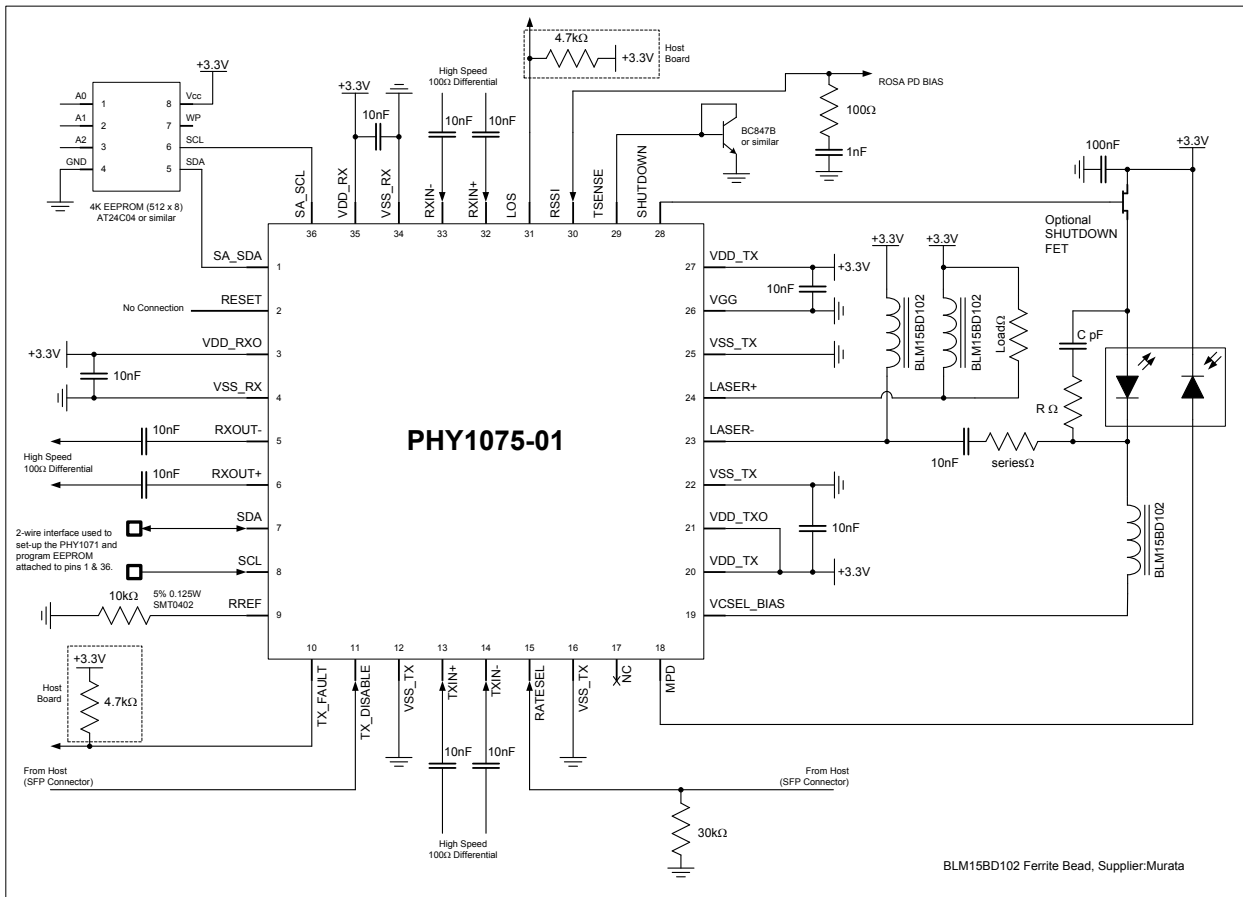 4.7kΩ
+3.3V
Host
Board
+3.3V
A0
1
8
Vcc
A1
2
7
WP
A2
3
6
SCL
GND
4
5
SDA
4K EEPROM (512 x 8)
AT24C04 or similar
+3.3V
10nF
High Speed
100Ω Differential
10nF
10nF
ROSA PD BIAS
100Ω
1nF
BC847B
or similar
100nF
+3.3V
Optional
SHUTDOWN
FET
SA_SCL
VDD_RX
VSS_RX
RXIN-
RXIN+
LOS
RSSI
TSENSE
SHUTDOWN
36
35
34
33
32
31
30
29
28
SA_SDA
1
No Connection
RESET
2
+3.3V
VDD_RXO
3
10nF
VSS_RX
4
10nF
RXOUT-
5
High Speed
100Ω Differential
10nF
RXOUT+
6
2-wire interface used to
set-up the PHY1071 and
program EEPROM
attached to pins 1 & 36.
SDA
7
SCL
8
10kΩ
5% 0.125W
SMT0402
RREF
9
PHY1075-01
27
VDD_TX
+3.3V
10nF
26
VGG
25
VSS_TX
24
LASER+
23
LASER-
22
VSS_TX
21
VDD_TXO
10nF
20
VDD_TX
+3.3V
19
VCSEL_BIAS
+3.3V
+3.3V
BLM15BD102
BLM15BD102
LoadΩ
C pF
R Ω
10nF
seriesΩ
BLM15BD102
10
11
12
13
14
15
16
17
18
TX_FAULT
TX_DISABLE
VSS_TX
TXIN+
TXIN-
RATESEL
VSS_TX
NC
MPD
+3.3V
Host
Board
4.7kΩ
From Host
(SFP Connector)
10nF
10nF
High Speed
100Ω Differential
From Host
(SFP Connector)
30kΩ
BLM15BD102 Ferrite Bead, Supplier:Murata